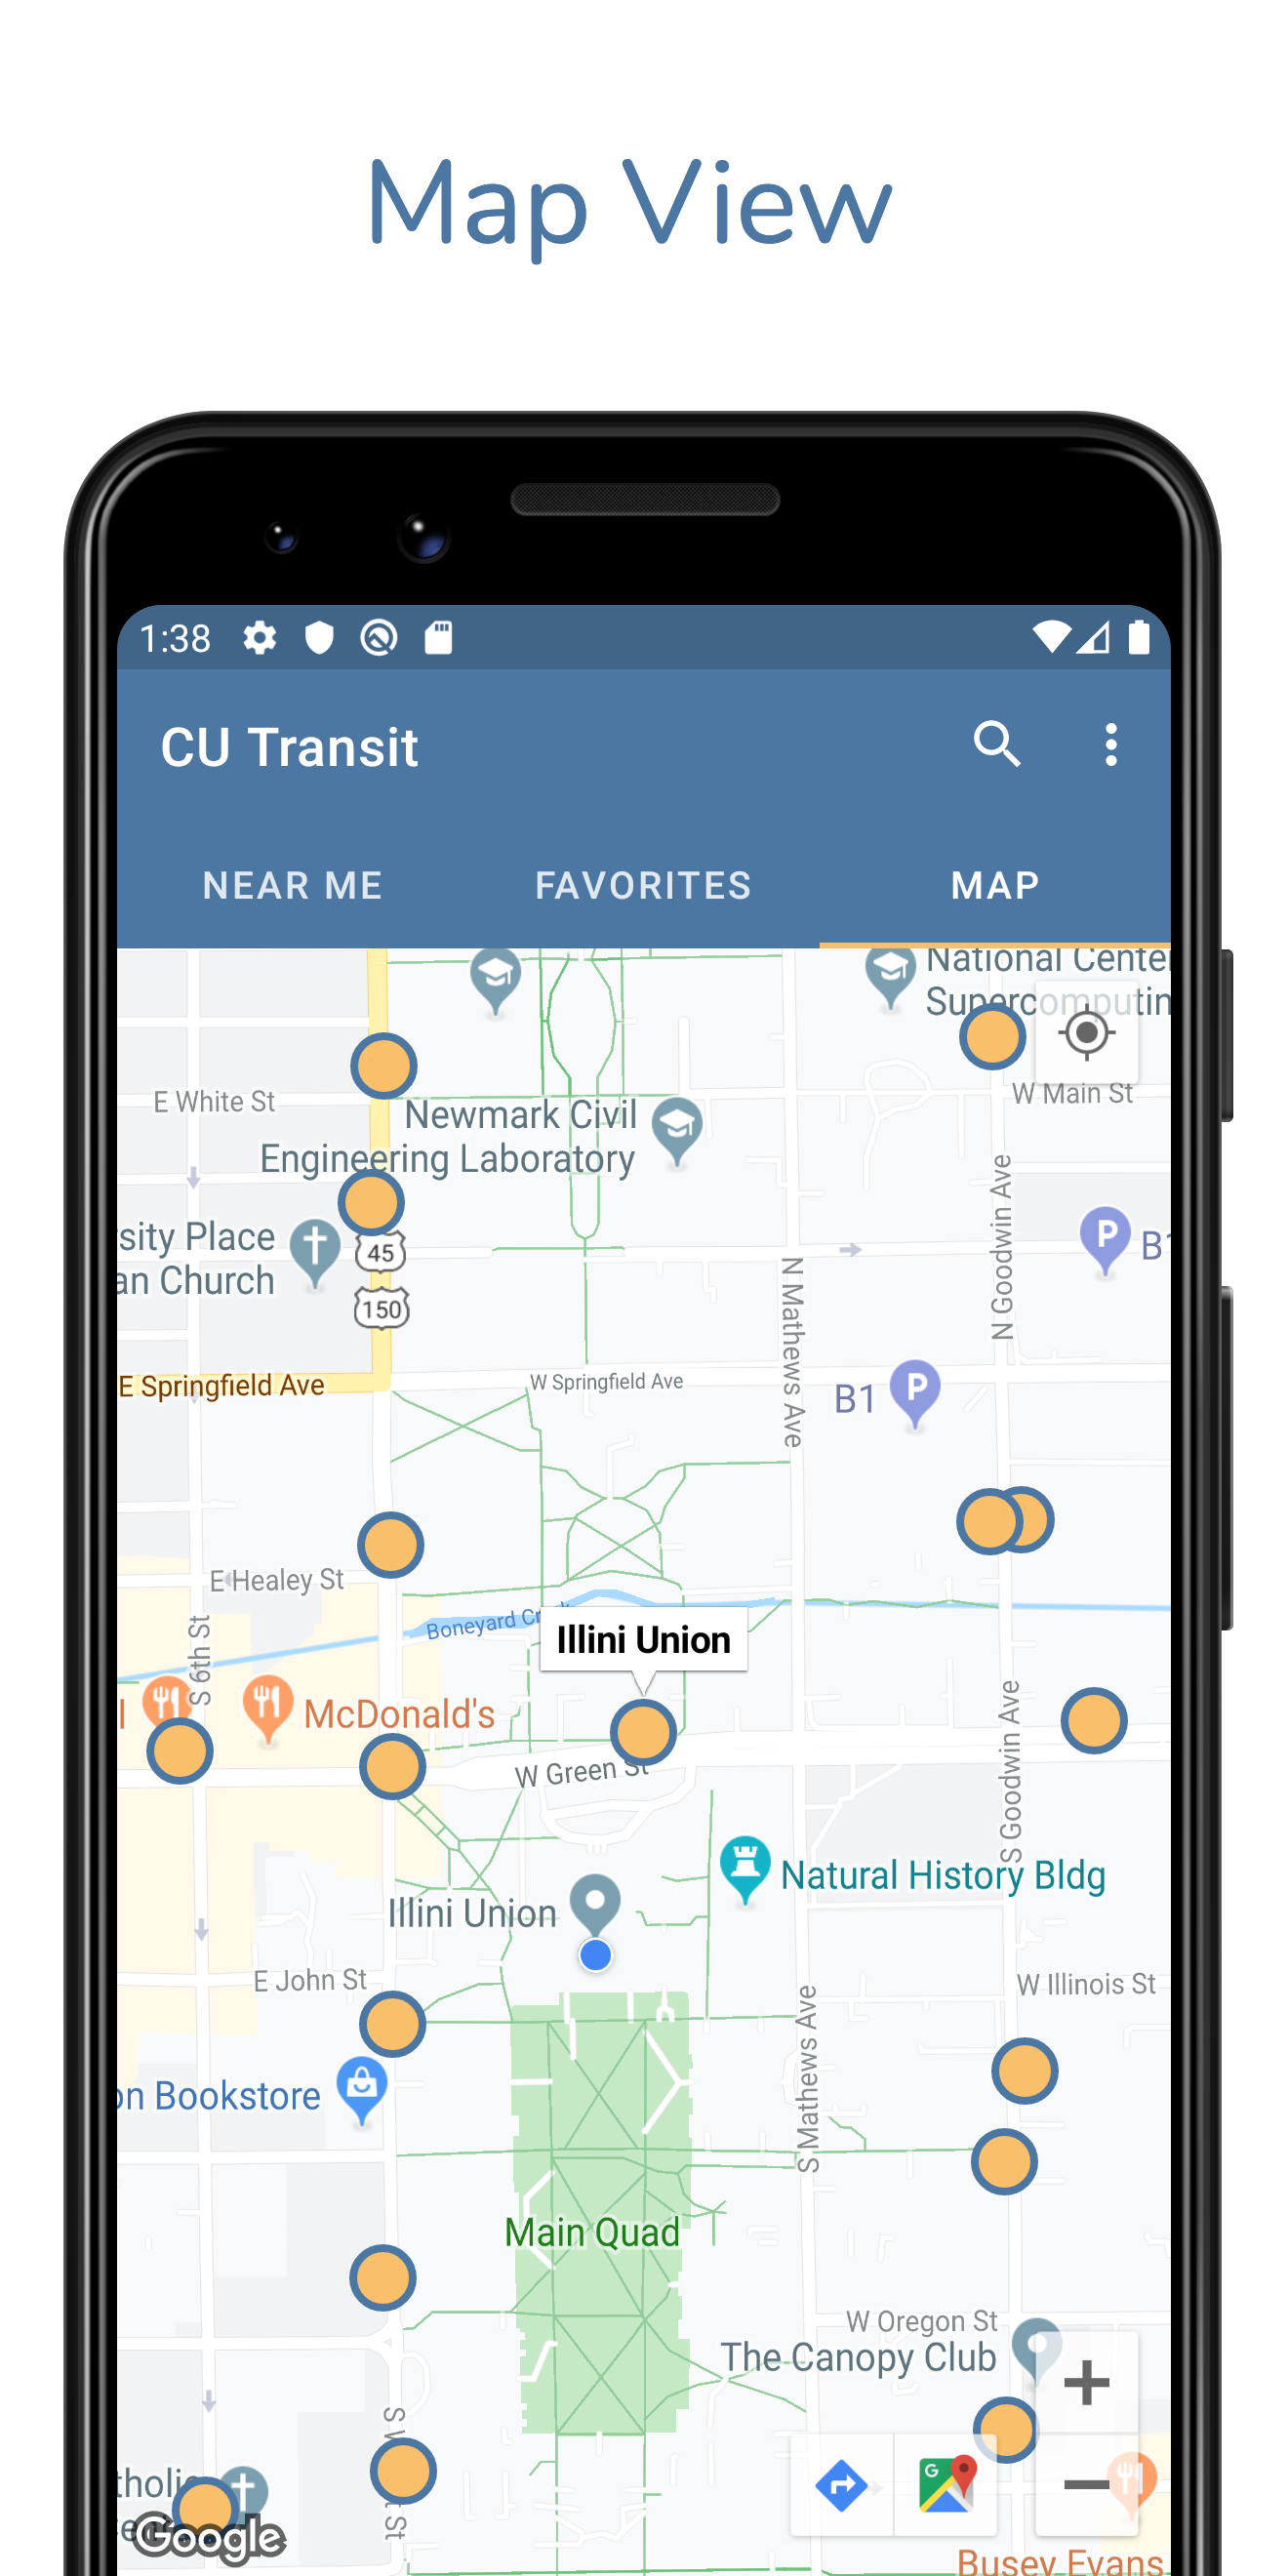 Map View
1:38
CU Transit
NEAR ME
FAVORITES
MAP
National Center
Supercomputin
E White St
W Main St
Newmark Civil
Engineering Laboratory
N Goodwin Ave
sity Place
an Church
45
150
P
B1
N Mathews Ave
E Springfield Ave
W Springfield Ave
B1
P
E Healey St
Boneyard
Illini Union
S 6th St
McDonald's
W Green St
S Goodwin Ave
Natural History Bldg
Illini Union
E John St
W Illinois St
on Bookstore
S Mathews Ave
Main Quad
W Oregon St
The Canopy Club
S W
t St
tholic
Google
G
Busey Evans